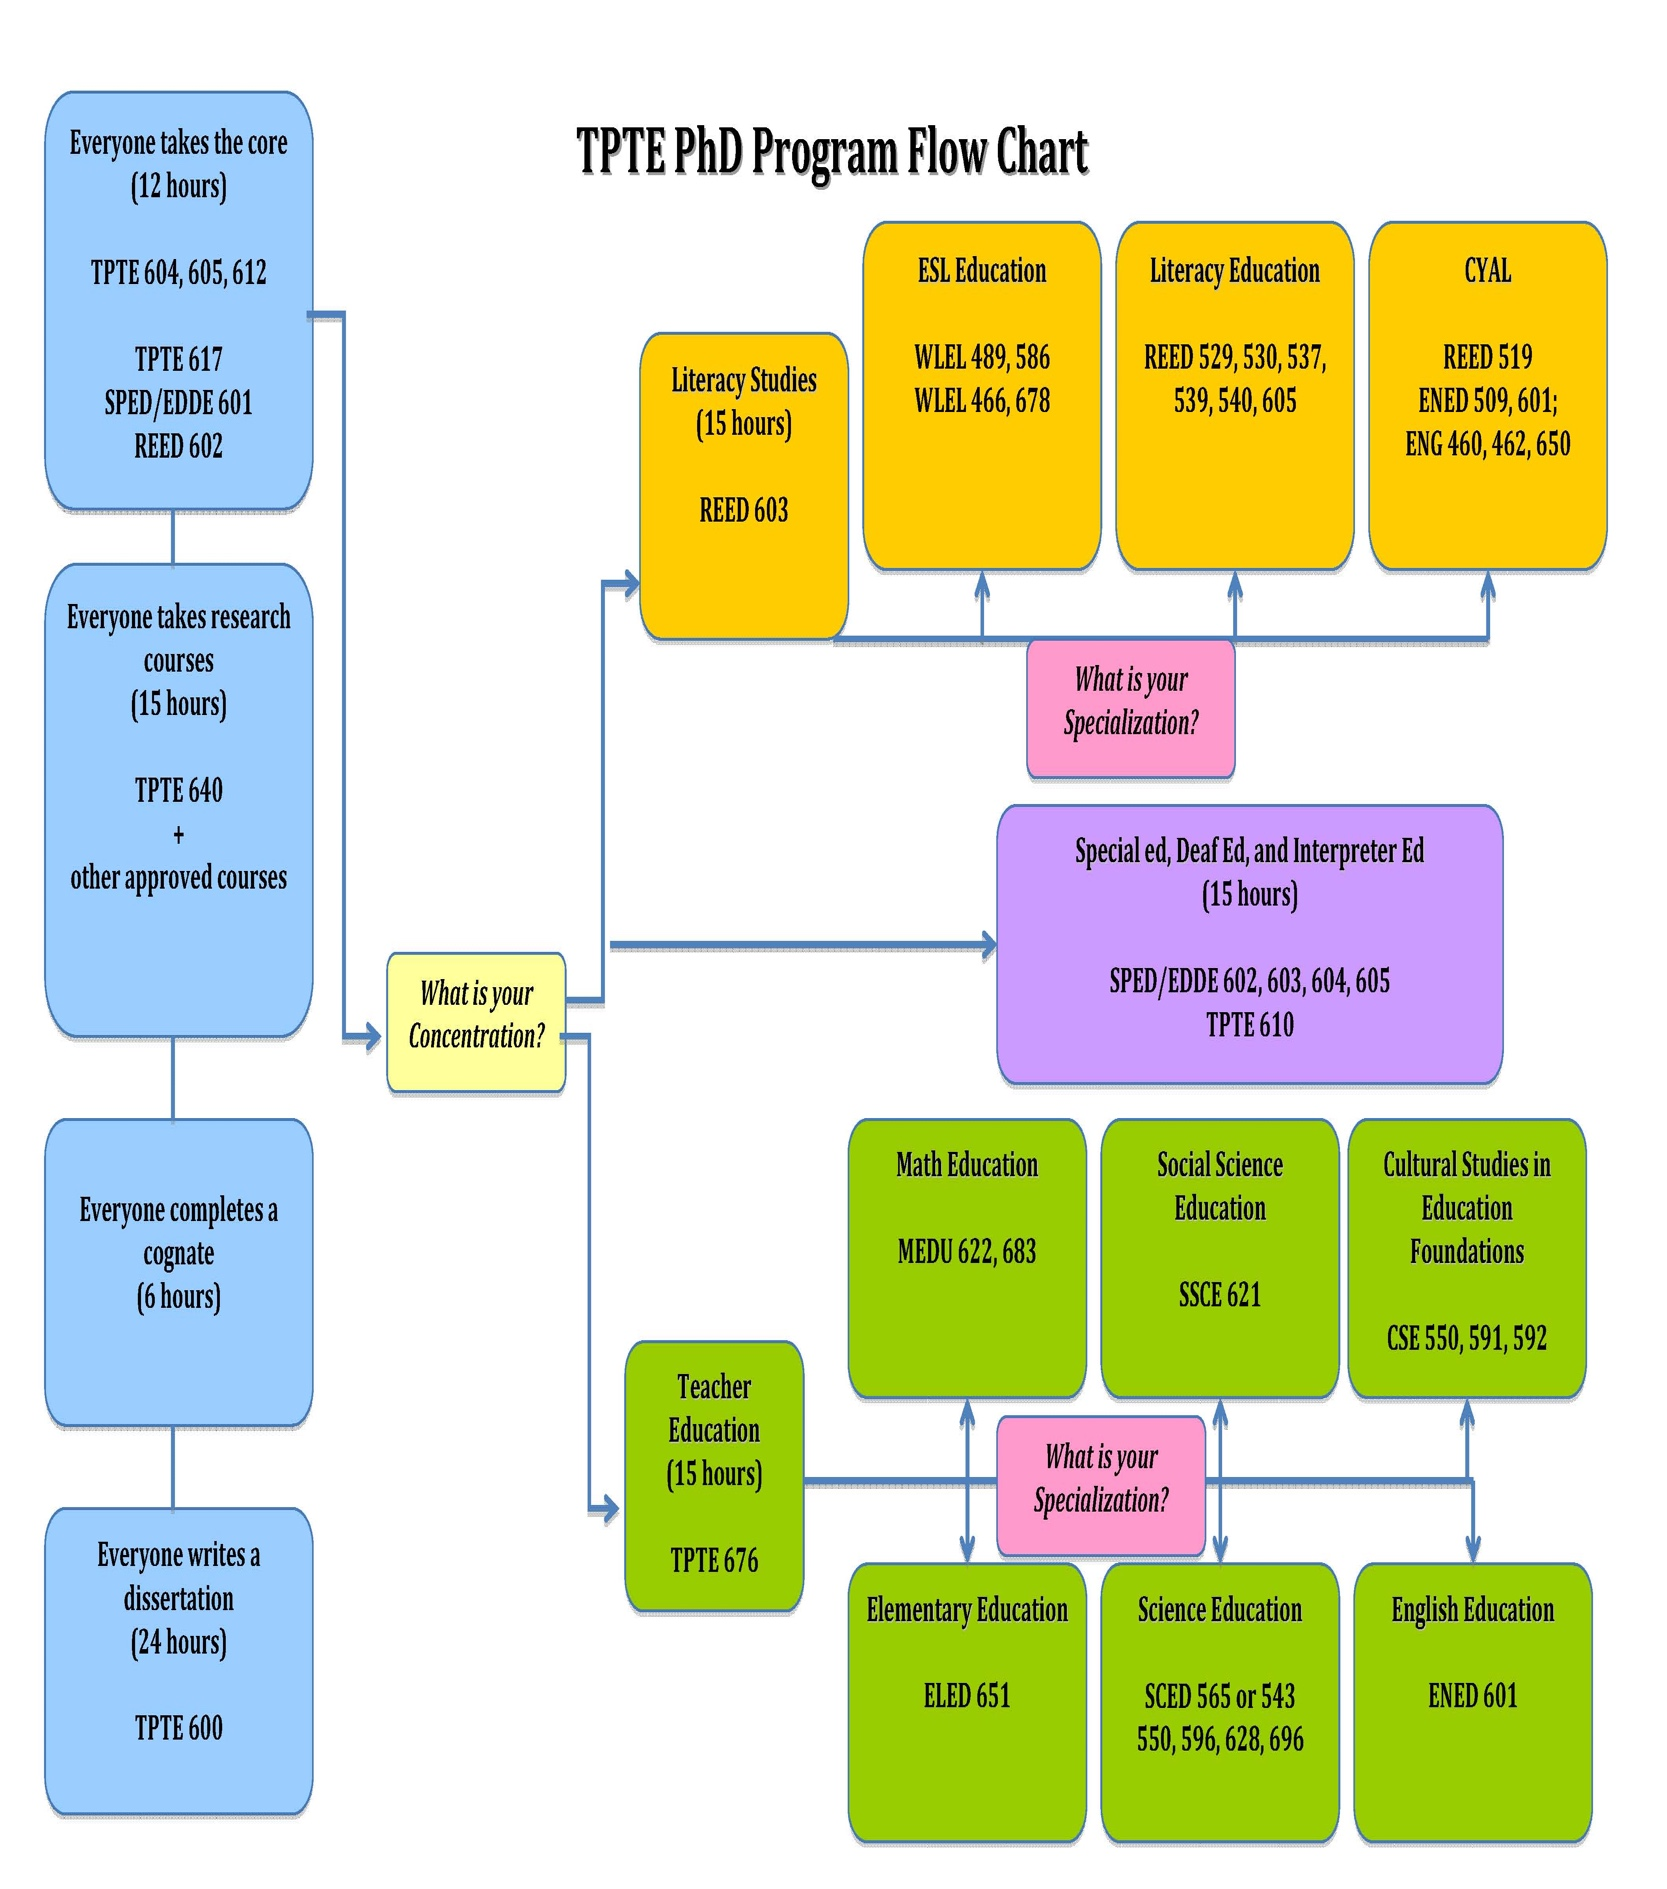 TPTE PhD Program Flow Chart
Everyone takes the core
(12 hours)
TPTE 604, 605, 612
TPTE 617
SPED/EDDE 601
REED 602
Everyone takes research
courses
(15 hours)
TPTE 640
+
other approved courses
Everyone completes a
cognate
(6 hours)
Everyone writes a
dissertation
(24 hours)
TPTE 600
What is your
Concentration?
Literacy Studies
(15 hours)
REED 603
ESL Education
WLEL 489, 586
WLEL 466, 678
Literacy Education
REED 529, 530, 537,
539, 540, 605
CYAL
REED 519
ENED 509, 601;
ENG 460, 462, 650
What is your
Specialization?
Special ed, Deaf Ed, and Interpreter Ed
(15 hours)
SPED/EDDE 602, 603, 604, 605
TPTE 610
Teacher
Education
(15 hours)
TPTE 676
Math Education
MEDU 622, 683
Social Science
Education
SSCE 621
Cultural Studies in
Education
Foundations
CSE 550, 591, 592
What is your
Specialization?
Elementary Education
ELED 651
Science Education
SCED 565 or 543
550, 596, 628, 696
English Education
ENED 601